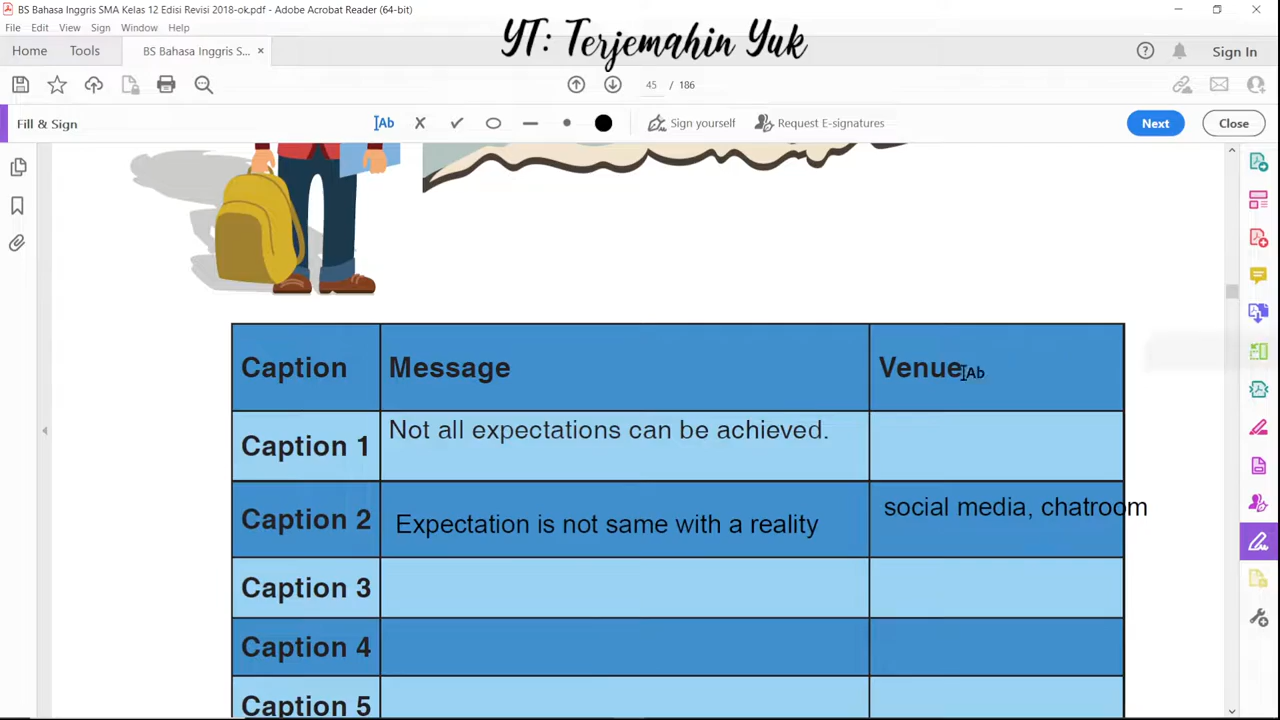 BS Bahasa Inggris SMA Kelas 12 Edisi Revisi 2018-ok.pdf - Adobe Acrobat Reader (64-bit)
File Edit View Sign Window Help
YT: Terjemahin Yuk
Home Tools BS Bahasa Inggris S... × Sign In
45 / 186
Fill & Sign Ab Sign yourself Request E-signatures Next Close
Caption Message Venue Ab
Caption 1 Not all expectations can be achieved.
Caption 2 Expectation is not same with a reality social media, chatroom
Caption 3
Caption 4
Caption 5